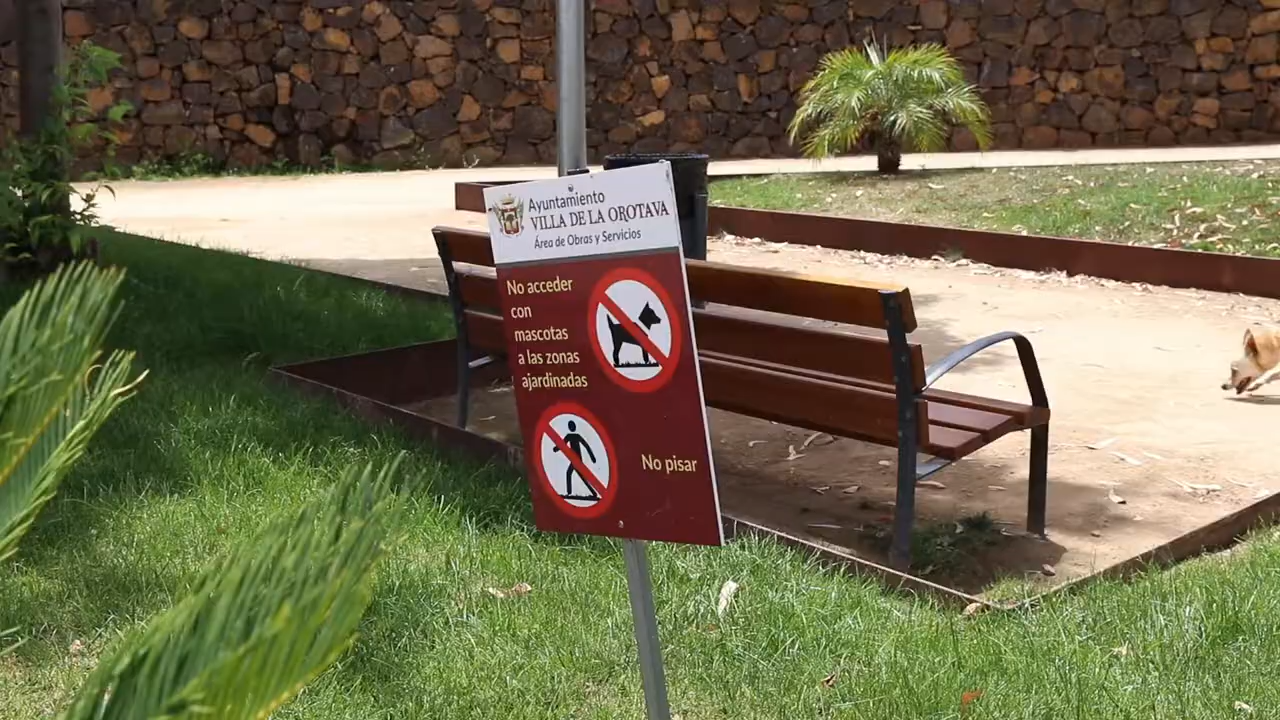 Ayuntamiento
VILLA DE LA OROTAVA
Área de Obras y Servicios
No acceder
con
mascotas
a las zonas
ajardinadas
No pisar